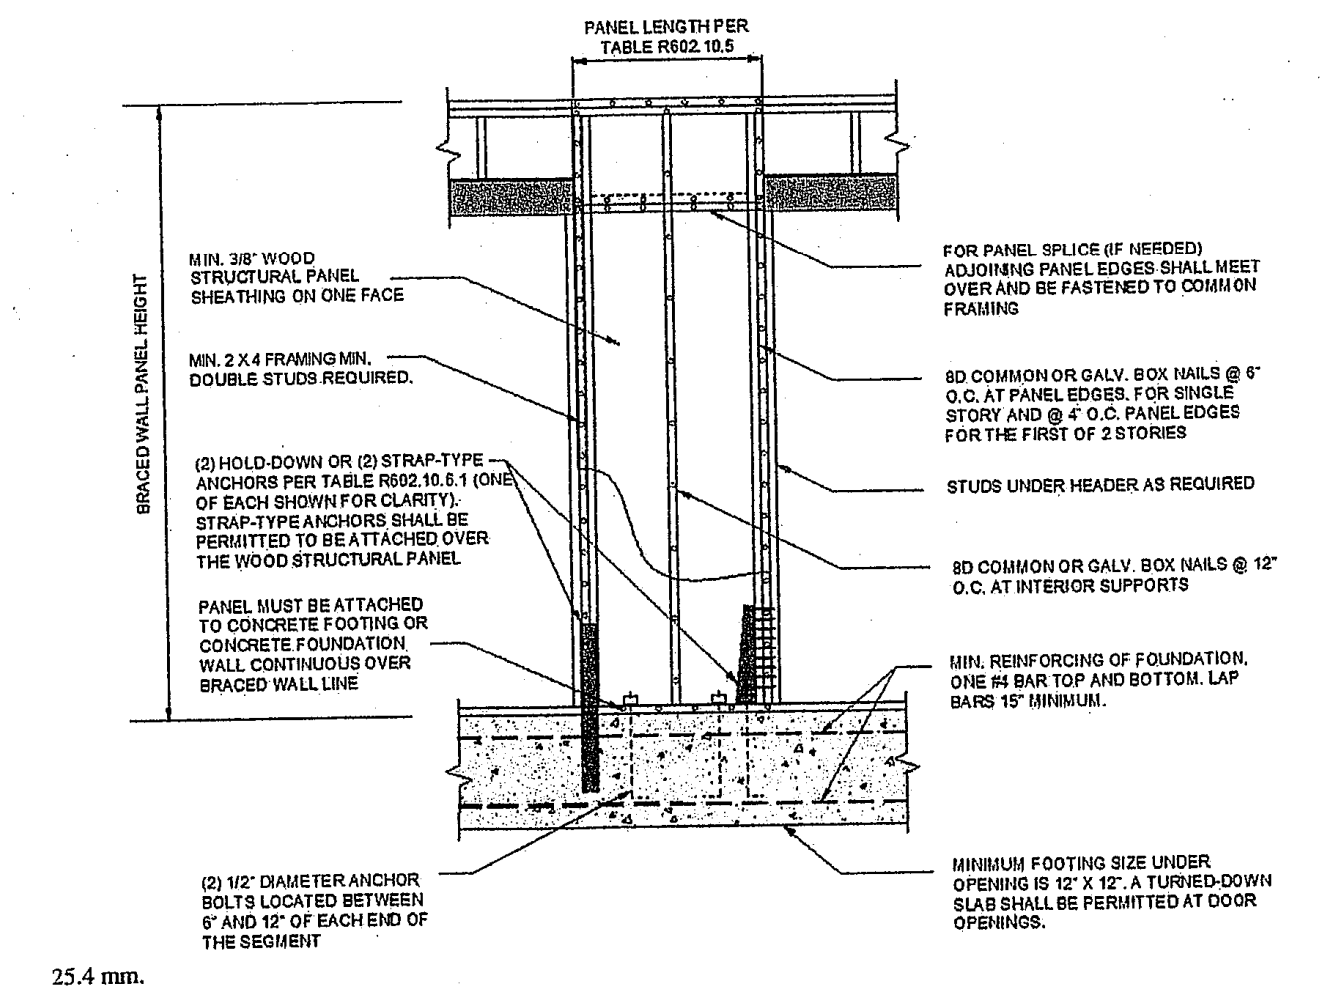 PANEL LENGTH PER
TABLE R602.10.5
BRACED WALL PANEL HEIGHT
MIN. 3/8" WOOD
STRUCTURAL PANEL
SHEATHING ON ONE FACE
MIN. 2 X 4 FRAMING MIN.
DOUBLE STUDS REQUIRED.
(2) HOLD-DOWN OR (2) STRAP-TYPE
ANCHORS PER TABLE R602.10.6.1 (ONE
OF EACH SHOWN FOR CLARITY).
STRAP-TYPE ANCHORS SHALL BE
PERMITTED TO BE ATTACHED OVER
THE WOOD STRUCTURAL PANEL
PANEL MUST BE ATTACHED
TO CONCRETE FOOTING OR
CONCRETE FOUNDATION
WALL CONTINUOUS OVER
BRACED WALL LINE
(2) 1/2" DIAMETER ANCHOR
BOLTS LOCATED BETWEEN
6" AND 12" OF EACH END OF
THE SEGMENT
FOR PANEL SPLICE (IF NEEDED)
ADJOINING PANEL EDGES SHALL MEET
OVER AND BE FASTENED TO COMMON
FRAMING
8D COMMON OR GALV. BOX NAILS @ 6"
O.C. AT PANEL EDGES. FOR SINGLE
STORY AND @ 4" O.C. PANEL EDGES
FOR THE FIRST OF 2 STORIES
STUDS UNDER HEADER AS REQUIRED
8D COMMON OR GALV. BOX NAILS @ 12"
O.C. AT INTERIOR SUPPORTS
MIN. REINFORCING OF FOUNDATION,
ONE #4 BAR TOP AND BOTTOM. LAP
BARS 15" MINIMUM.
MINIMUM FOOTING SIZE UNDER
OPENING IS 12" X 12". A TURNED-DOWN
SLAB SHALL BE PERMITTED AT DOOR
OPENINGS.
25.4 mm.